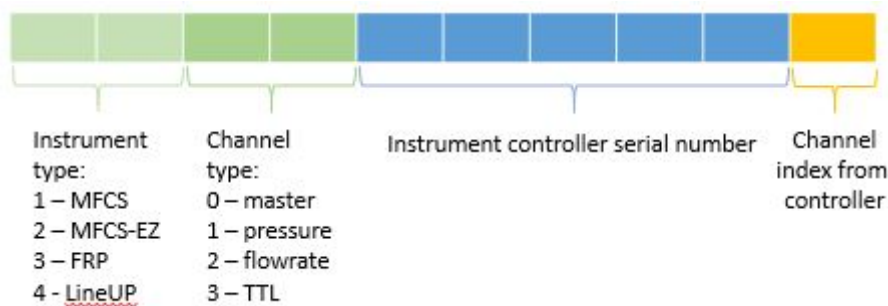 Instrument
type:
1 – MFCS
2 – MFCS-EZ
3 – FRP
4 - LineUP
Channel
type:
0 – master
1 – pressure
2 – flowrate
3 – TTL
Instrument controller serial number
Channel
index from
controller